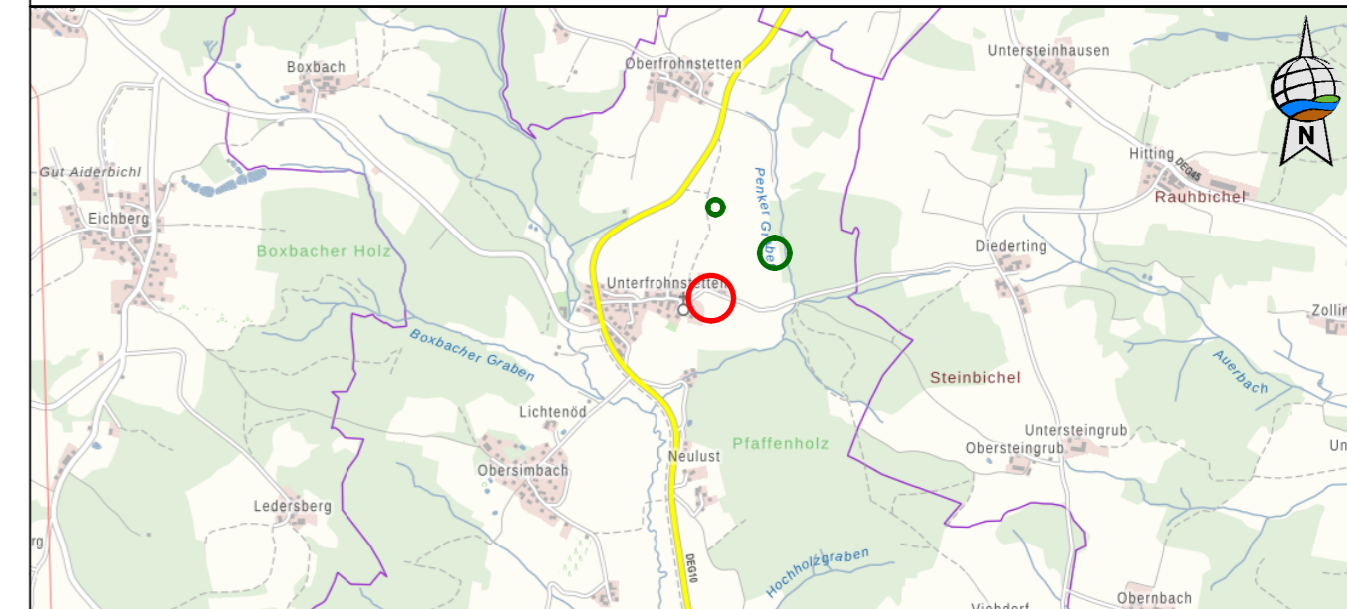 Untersteinhausen
Oberfrohnstetten
Boxbach
N
Hitting
DEG45
Gut Aiderbichl
Penker Graben
Rauhbichel
Eichberg
Boxbacher Holz
Diederting
Unterfrohnstetten
Boxbacher Graben
Auerbach
Steinbichel
Lichtenöd
Untersteingrub
Pfaffenholz
Obersteingrub
Neulust
Obersimbach
Ledersberg
DEG10
Hochholzgraben
Obernbach